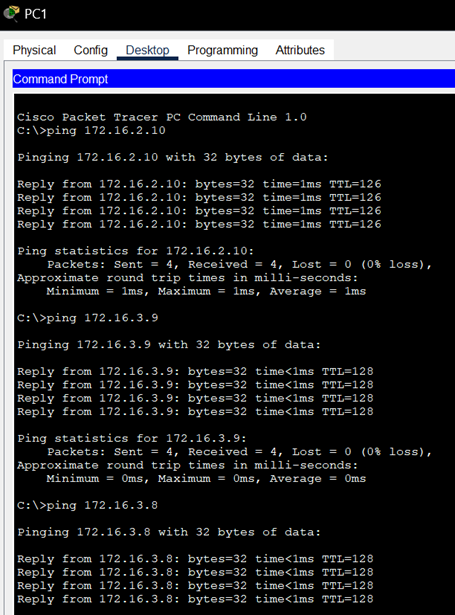 PC1
Physical Config Desktop Programming Attributes
Command Prompt
Cisco Packet Tracer PC Command Line 1.0
C:\>ping 172.16.2.10
Pinging 172.16.2.10 with 32 bytes of data:
Reply from 172.16.2.10: bytes=32 time=1ms TTL=126
Reply from 172.16.2.10: bytes=32 time=1ms TTL=126
Reply from 172.16.2.10: bytes=32 time=1ms TTL=126
Reply from 172.16.2.10: bytes=32 time=1ms TTL=126
Ping statistics for 172.16.2.10:
Packets: Sent = 4, Received = 4, Lost = 0 (0% loss),
Approximate round trip times in milli-seconds:
Minimum = 1ms, Maximum = 1ms, Average = 1ms
C:\>ping 172.16.3.9
Pinging 172.16.3.9 with 32 bytes of data:
Reply from 172.16.3.9: bytes=32 time<1ms TTL=128
Reply from 172.16.3.9: bytes=32 time<1ms TTL=128
Reply from 172.16.3.9: bytes=32 time<1ms TTL=128
Reply from 172.16.3.9: bytes=32 time<1ms TTL=128
Ping statistics for 172.16.3.9:
Packets: Sent = 4, Received = 4, Lost = 0 (0% loss),
Approximate round trip times in milli-seconds:
Minimum = 0ms, Maximum = 0ms, Average = 0ms
C:\>ping 172.16.3.8
Pinging 172.16.3.8 with 32 bytes of data:
Reply from 172.16.3.8: bytes=32 time<1ms TTL=128
Reply from 172.16.3.8: bytes=32 time<1ms TTL=128
Reply from 172.16.3.8: bytes=32 time<1ms TTL=128
Reply from 172.16.3.8: bytes=32 time<1ms TTL=128